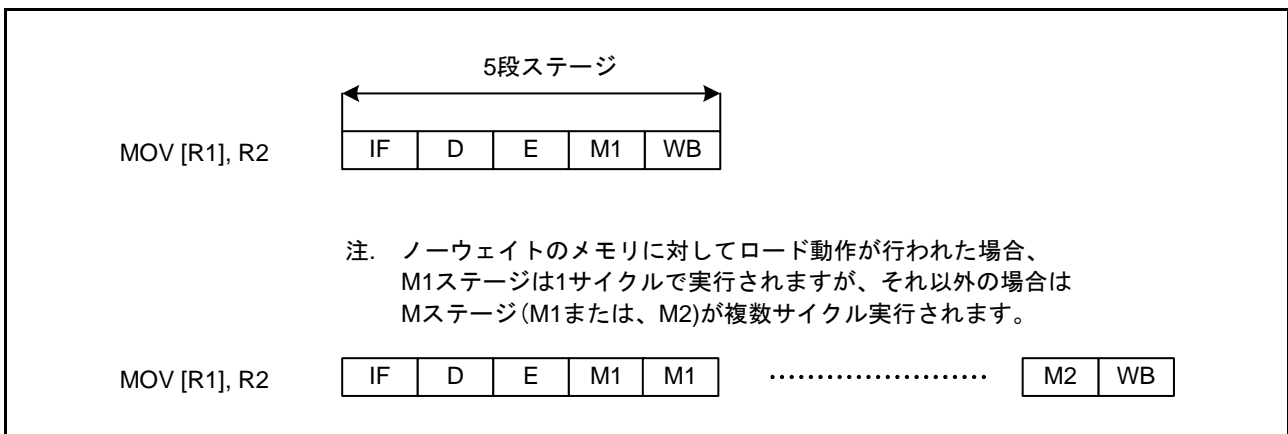 5段ステージ
MOV [R1], R2 IF D E M1 WB
注. ノーウェイトのメモリに対してロード動作が行われた場合、
M1ステージは1サイクルで実行されますが、それ以外の場合は
Mステージ(M1または、M2)が複数サイクル実行されます。
MOV [R1], R2 IF D E M1 M1 ……………………… M2 WB